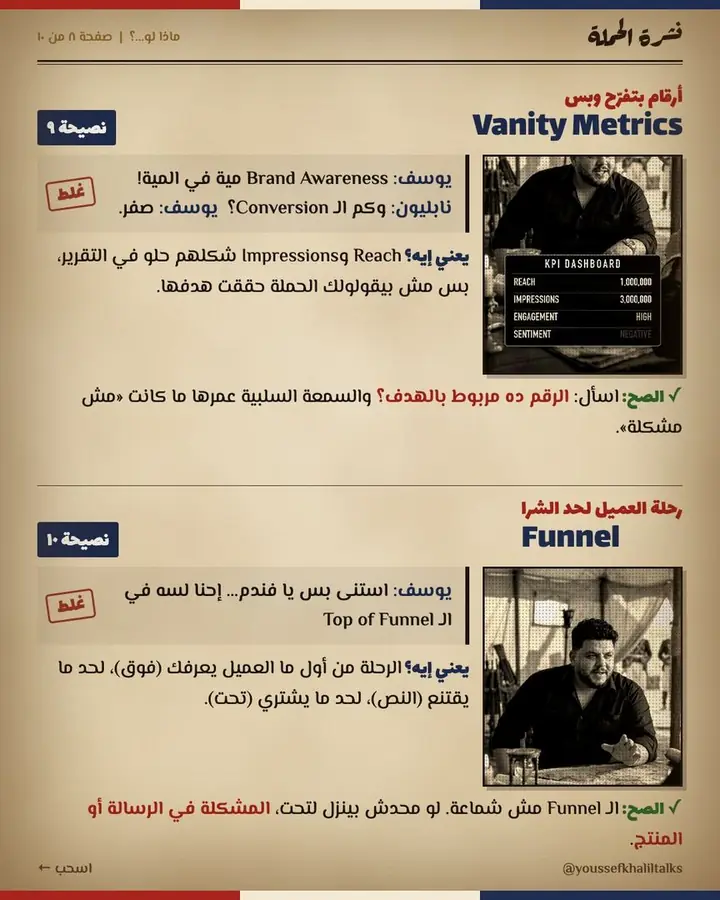 نشرة الحملة
ماذا لو...؟ | صفحة ٨ من ١٠
أرقام بتفرّح وبس
Vanity Metrics
نصيحة ٩
يوسف: Brand Awareness مية في المية!
نابليون: وكم الـ Conversion؟ يوسف: صفر.
غلط
يعني إيه؟ Reach وImpressions شكلهم حلو في التقرير،
بس مش بيقولولك الحملة حققت هدفها.
KPI DASHBOARD
REACH 1,000,000
IMPRESSIONS 3,000,000
ENGAGEMENT HIGH
SENTIMENT NEGATIVE
✓ الصح: اسأل: الرقم ده مربوط بالهدف؟ والسمعة السلبية عمرها ما كانت «مش
مشكلة».
رحلة العميل لحد الشرا
Funnel
نصيحة ١٠
يوسف: استنى بس يا فندم... إحنا لسه في
الـ Top of Funnel
غلط
يعني إيه؟ الرحلة من أول ما العميل يعرفك (فوق)، لحد ما
يقتنع (النص)، لحد ما يشتري (تحت).
✓ الصح: الـ Funnel مش شماعة. لو محدش بينزل لتحت، المشكلة في الرسالة أو
المنتج.
@youssefkhaliltalks
اسحب ←